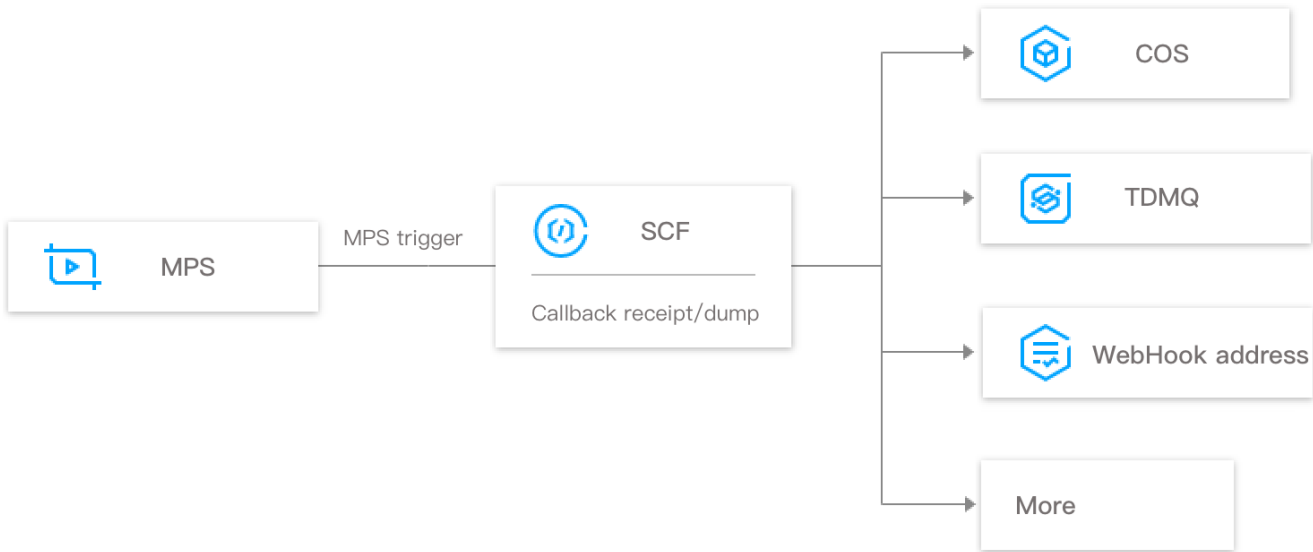 MPS
MPS trigger
SCF
Callback receipt/dump
COS
TDMQ
WebHook address
More